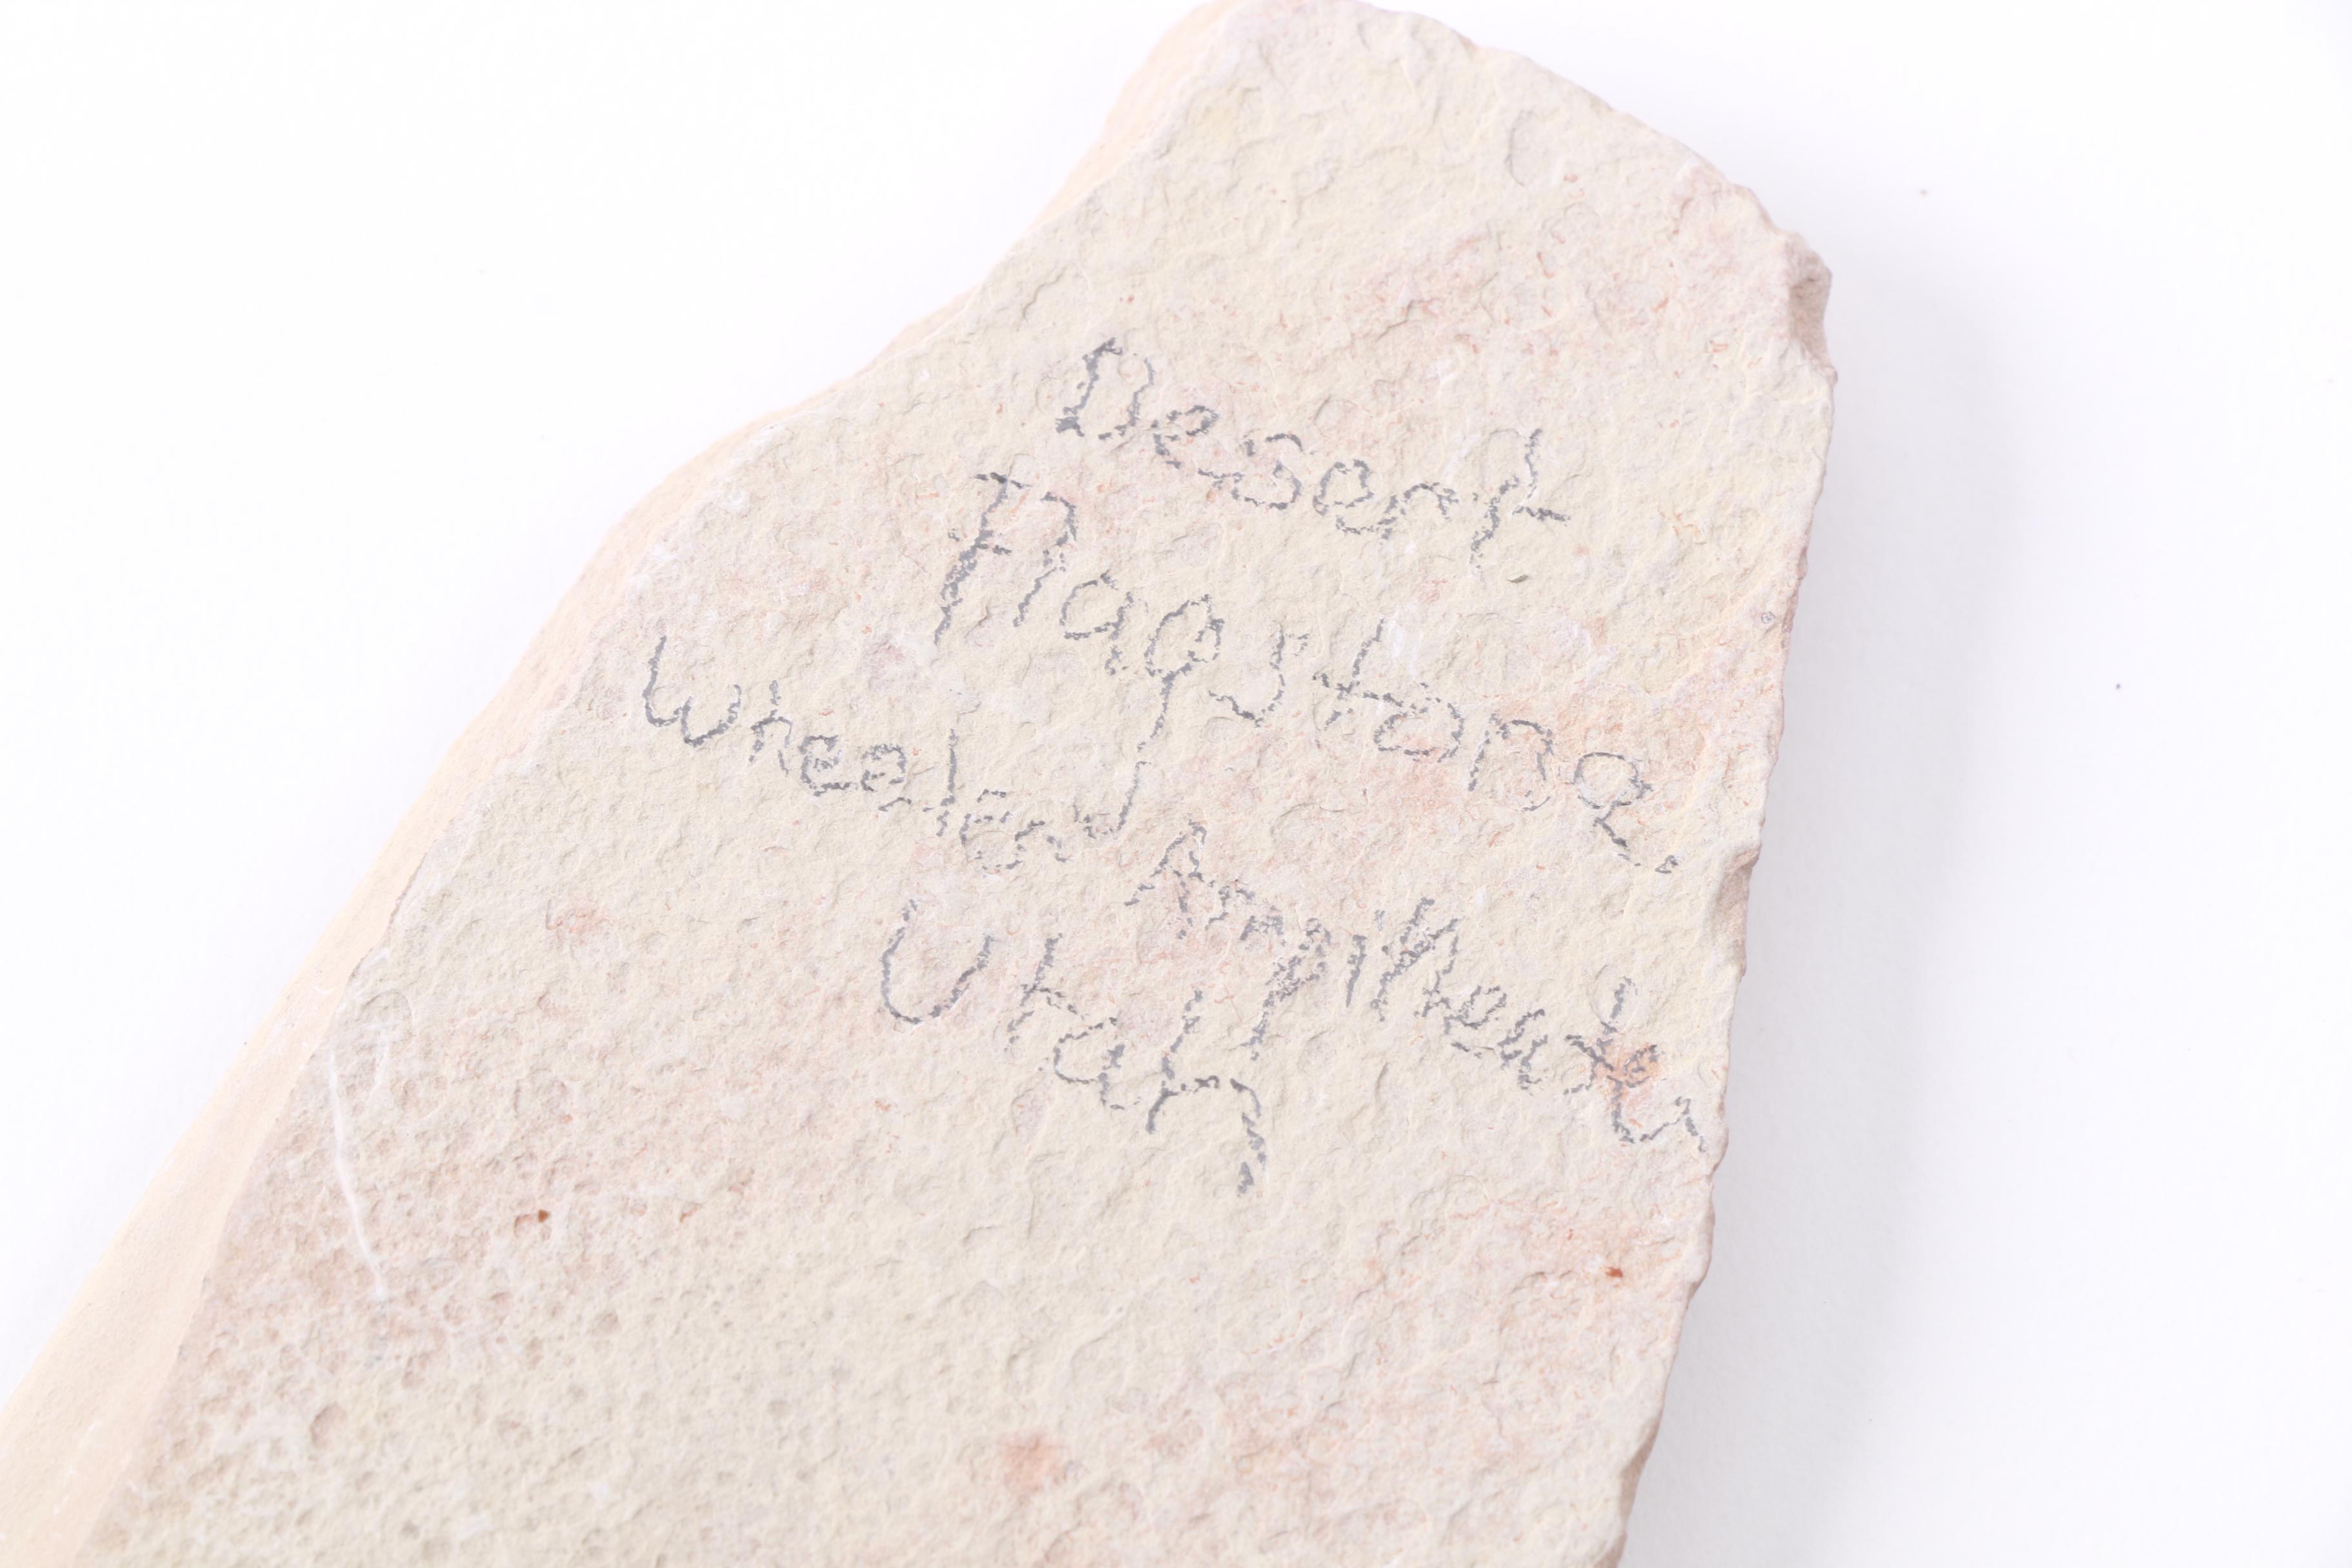 Desert
Flagstone.
Wheeler Amphitheater
Utah